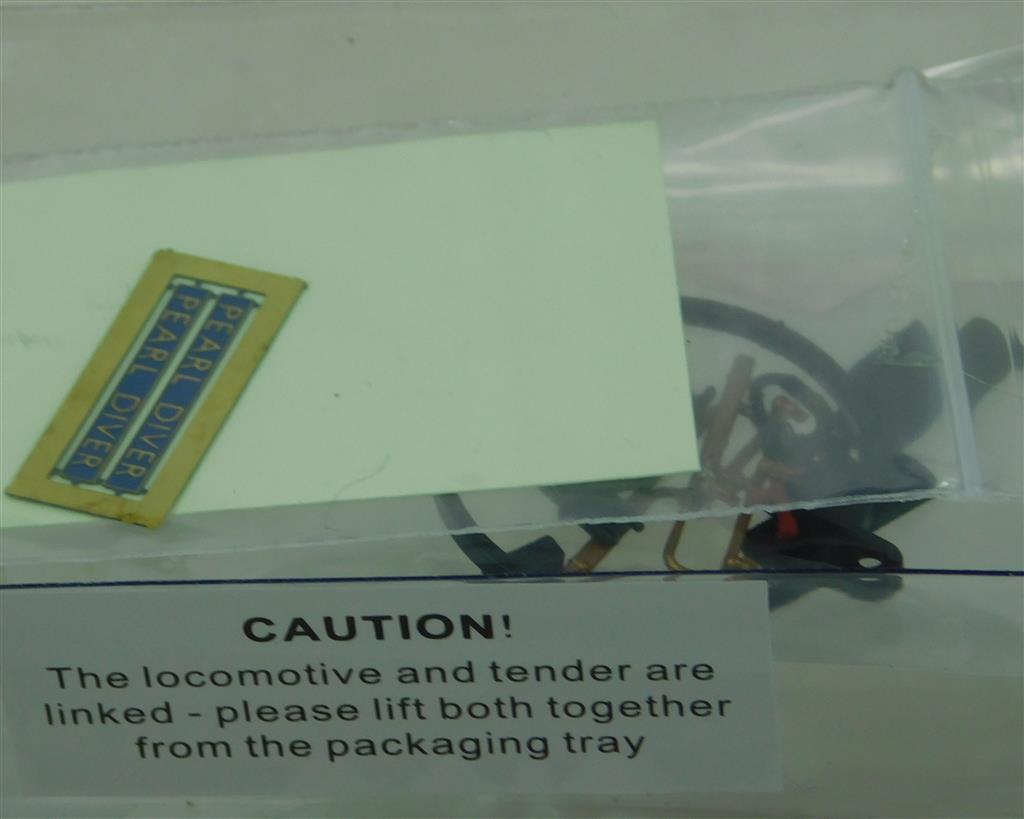 PEARL DIVER
PEARL DIVER
CAUTION!
The locomotive and tender are
linked - please lift both together
from the packaging tray